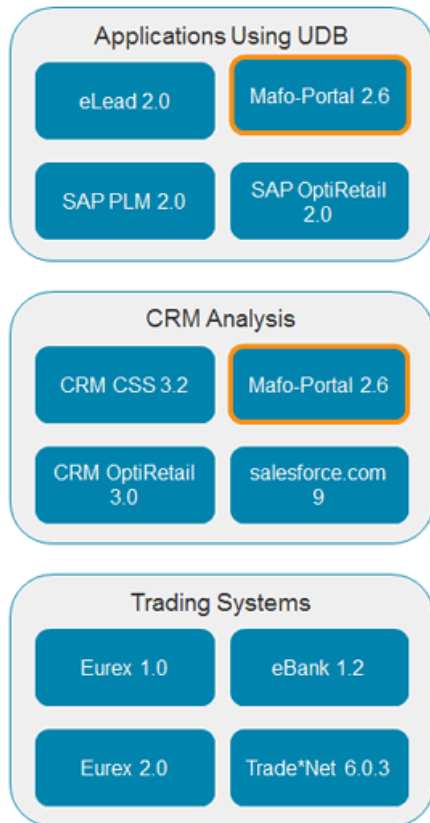 Applications Using UDB
eLead 2.0
Mafo-Portal 2.6
SAP PLM 2.0
SAP OptiRetail
2.0
CRM Analysis
CRM CSS 3.2
Mafo-Portal 2.6
CRM OptiRetail
3.0
salesforce.com
9
Trading Systems
Eurex 1.0
eBank 1.2
Eurex 2.0
Trade*Net 6.0.3